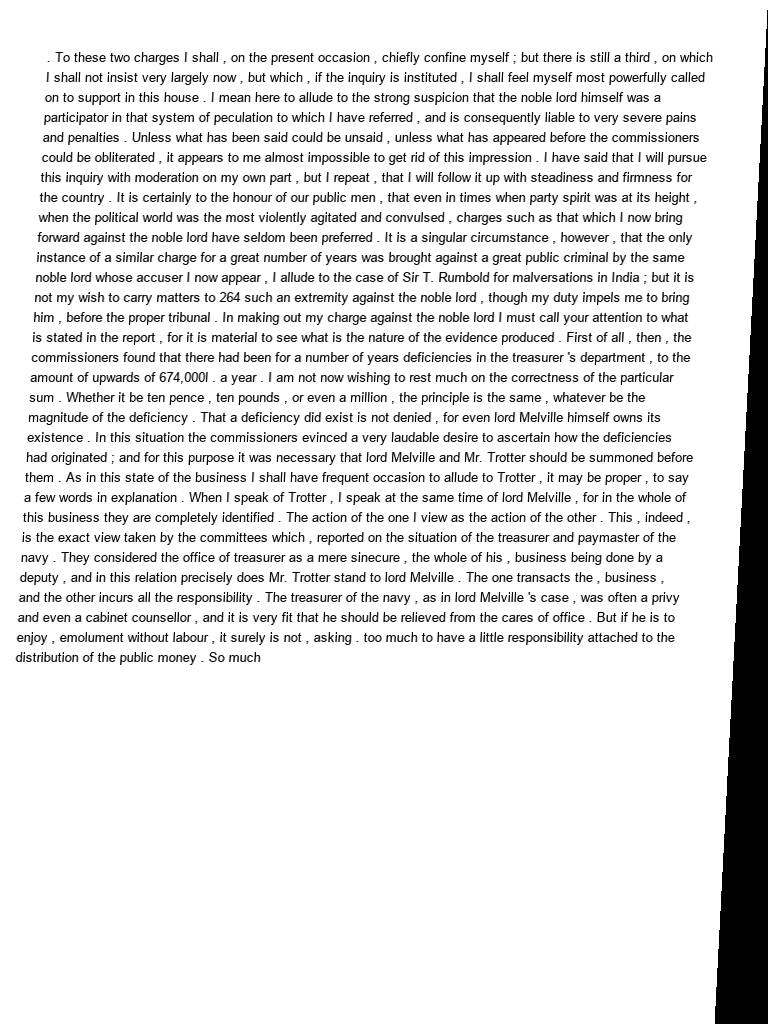 . To these two charges I shall , on the present occasion , chiefly confine myself ; but there is still a third , on which
I shall not insist very largely now , but which , if the inquiry is instituted , I shall feel myself most powerfully called
on to support in this house . I mean here to allude to the strong suspicion that the noble lord himself was a
participator in that system of peculation to which I have referred , and is consequently liable to very severe pains
and penalties . Unless what has been said could be unsaid , unless what has appeared before the commissioners
could be obliterated , it appears to me almost impossible to get rid of this impression . I have said that I will pursue
this inquiry with moderation on my own part , but I repeat , that I will follow it up with steadiness and firmness for
the country . It is certainly to the honour of our public men , that even in times when party spirit was at its height ,
when the political world was the most violently agitated and convulsed , charges such as that which I now bring
forward against the noble lord have seldom been preferred . It is a singular circumstance , however , that the only
instance of a similar charge for a great number of years was brought against a great public criminal by the same
noble lord whose accuser I now appear , I allude to the case of Sir T. Rumbold for malversations in India ; but it is
not my wish to carry matters to 264 such an extremity against the noble lord , though my duty impels me to bring
him , before the proper tribunal . In making out my charge against the noble lord I must call your attention to what
is stated in the report , for it is material to see what is the nature of the evidence produced . First of all , then , the
commissioners found that there had been for a number of years deficiencies in the treasurer 's department , to the
amount of upwards of 674,000l . a year . I am not now wishing to rest much on the correctness of the particular
sum . Whether it be ten pence , ten pounds , or even a million , the principle is the same , whatever be the
magnitude of the deficiency . That a deficiency did exist is not denied , for even lord Melville himself owns its
existence . In this situation the commissioners evinced a very laudable desire to ascertain how the deficiencies
had originated ; and for this purpose it was necessary that lord Melville and Mr. Trotter should be summoned before
them . As in this state of the business I shall have frequent occasion to allude to Trotter , it may be proper , to say
a few words in explanation . When I speak of Trotter , I speak at the same time of lord Melville , for in the whole of
this business they are completely identified . The action of the one I view as the action of the other . This , indeed ,
is the exact view taken by the committees which , reported on the situation of the treasurer and paymaster of the
navy . They considered the office of treasurer as a mere sinecure , the whole of his , business being done by a
deputy , and in this relation precisely does Mr. Trotter stand to lord Melville . The one transacts the , business ,
and the other incurs all the responsibility . The treasurer of the navy , as in lord Melville 's case , was often a privy
and even a cabinet counsellor , and it is very fit that he should be relieved from the cares of office . But if he is to
enjoy , emolument without labour , it surely is not , asking . too much to have a little responsibility attached to the
distribution of the public money . So much